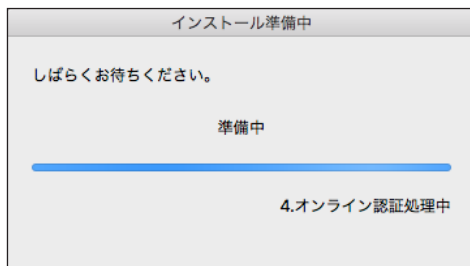 インストール準備中
しばらくお待ちください。
準備中
4.オンライン認証処理中